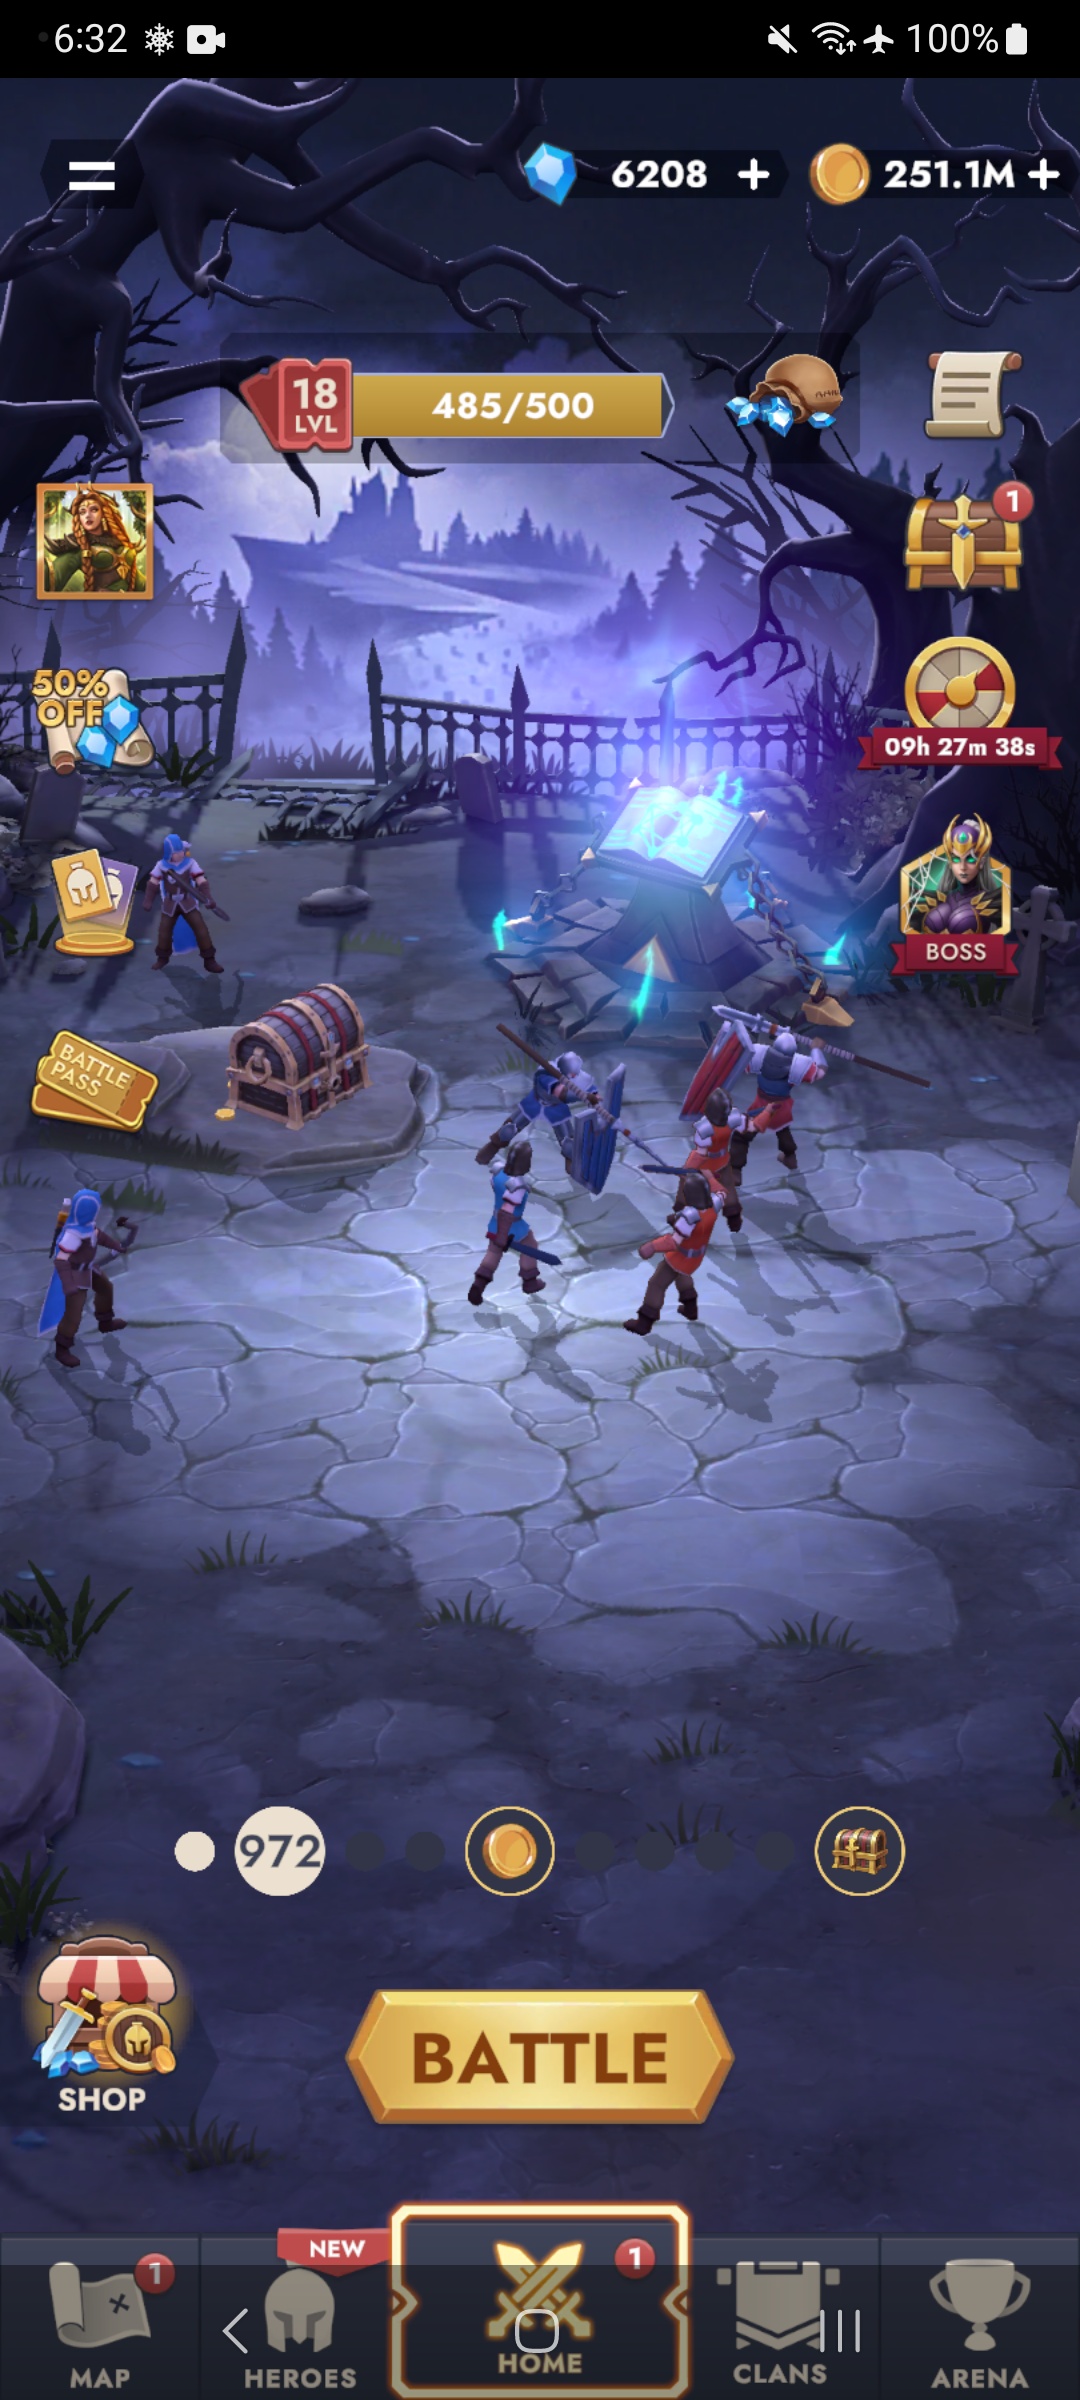 6:32
100%
6208
251.1M
18
LVL
485/500
1
50%
OFF
09h 27m 38s
BOSS
BATTLE
PASS
972
SHOP
BATTLE
1
NEW
1
MAP
HEROES
HOME
CLANS
ARENA